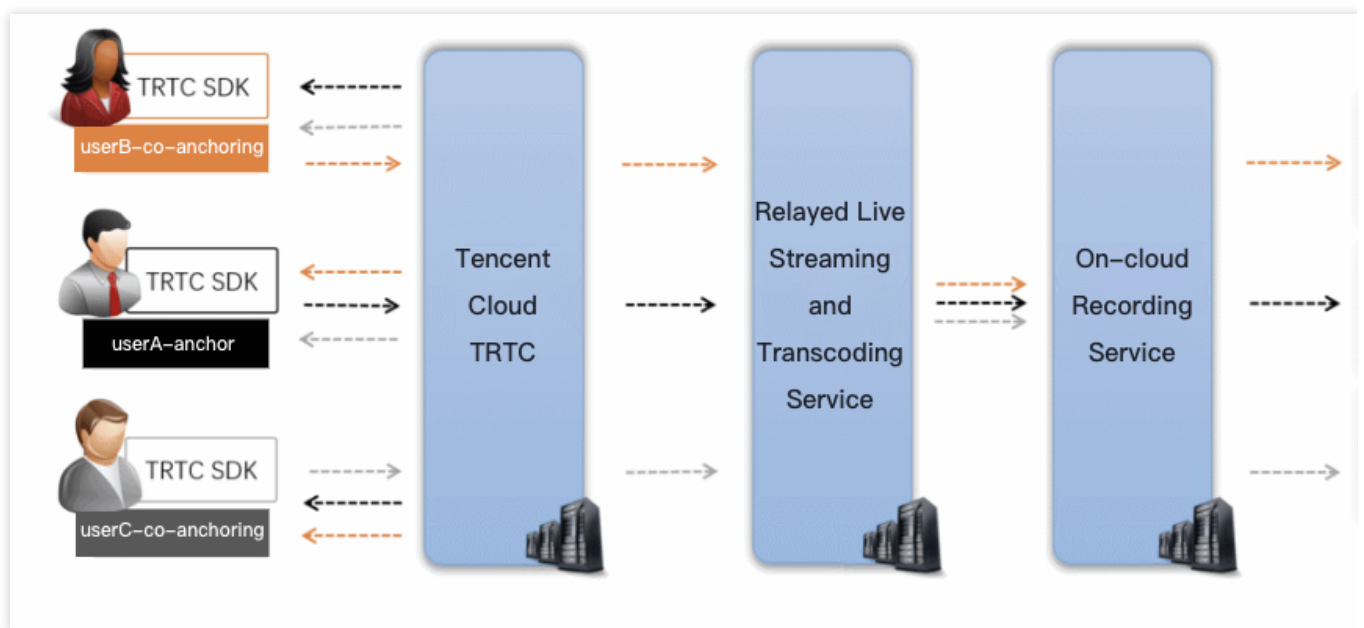 TRTC SDK
userB-co-anchoring
TRTC SDK
userA-anchor
TRTC SDK
userC-co-anchoring
Tencent
Cloud
TRTC
Relayed Live
Streaming
and
Transcoding
Service
On-cloud
Recording
Service